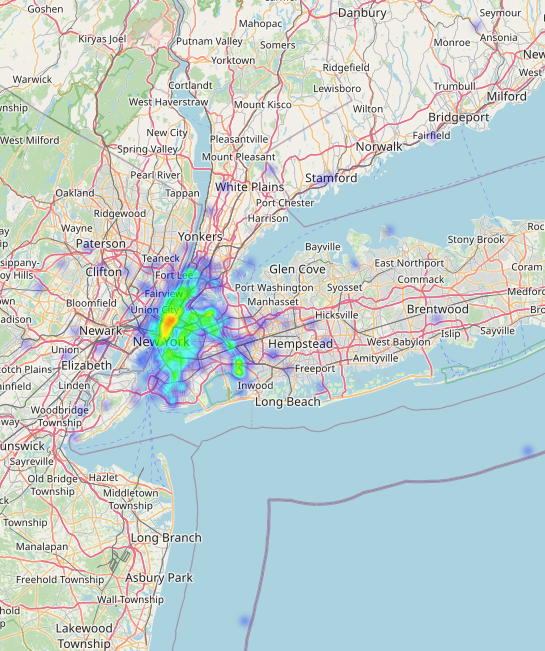 Goshen
Danbury
Seymour
Kiryas Joel
Mahopac
Putnam Valley
Somers
Monroe
Ansonia
Yorktown
Ridgefield
New
Warwick
Cortlandt
Lewisboro
Trumbull
West
Milford
West Haverstraw
Mount Kisco
Wilton
Bridgeport
New City
Fairfield
West Milford
Pleasantville
Norwalk
Spring Valley
Mount Pleasant
Pearl River
Stamford
White Plains
Oakland
Tappan
Port Chester
Ridgewood
Harrison
Wayne
Yonkers
Stony Brook
Paterson
Bayville
Teaneck
East Northport
Clifton
Fort Lee
Glen Cove
Coram
Commack
Fairview
Port Washington
Syosset
Medford
Bloomfield
Union City
Manhasset
Brentwood
Hicksville
Newark
New York
Hempstead
West Babylon
Islip
Sayville
Union
Amityville
Elizabeth
Freeport
Scotch Plains
Linden
Inwood
Long Beach
Woodbridge
Township
Sayreville
Old Bridge
Township
Hazlet
Middletown
Township
Township
Long Branch
Manalapan
Freehold Township
Asbury Park
Wall Township
Lakewood
Township